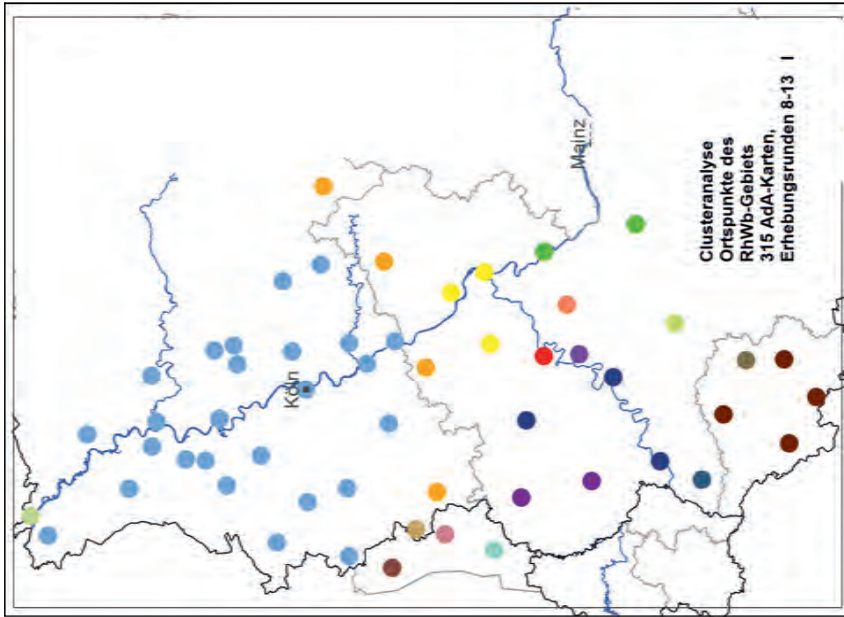 Köln
Mainz
Clusteranalyse
Ortspunkte des
RhWb-Gebiets
315 AdA-Karten,
Erhebungsrunden 8-13 I